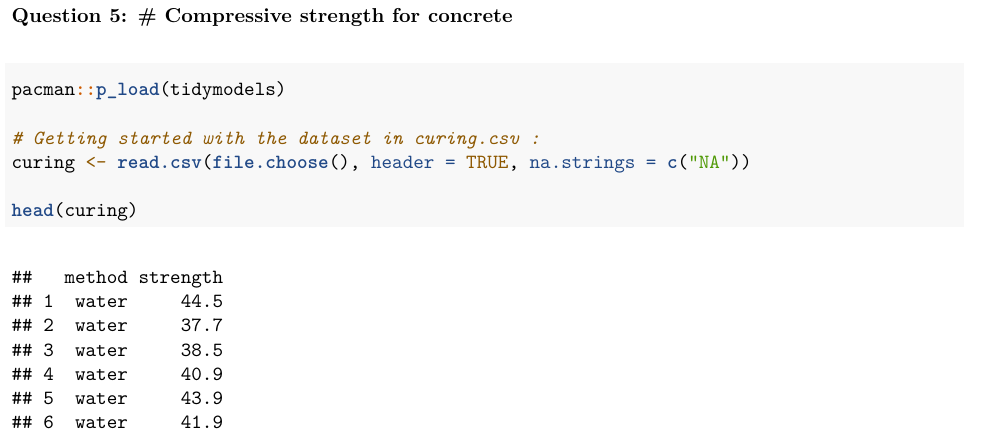 Question 5: # Compressive strength for concrete
pacman::p_load(tidymodels)
# Getting started with the dataset in curing.csv :
curing <- read.csv(file.choose(), header = TRUE, na.strings = c("NA"))
head(curing)
##   method strength
## 1  water     44.5
## 2  water     37.7
## 3  water     38.5
## 4  water     40.9
## 5  water     43.9
## 6  water     41.9